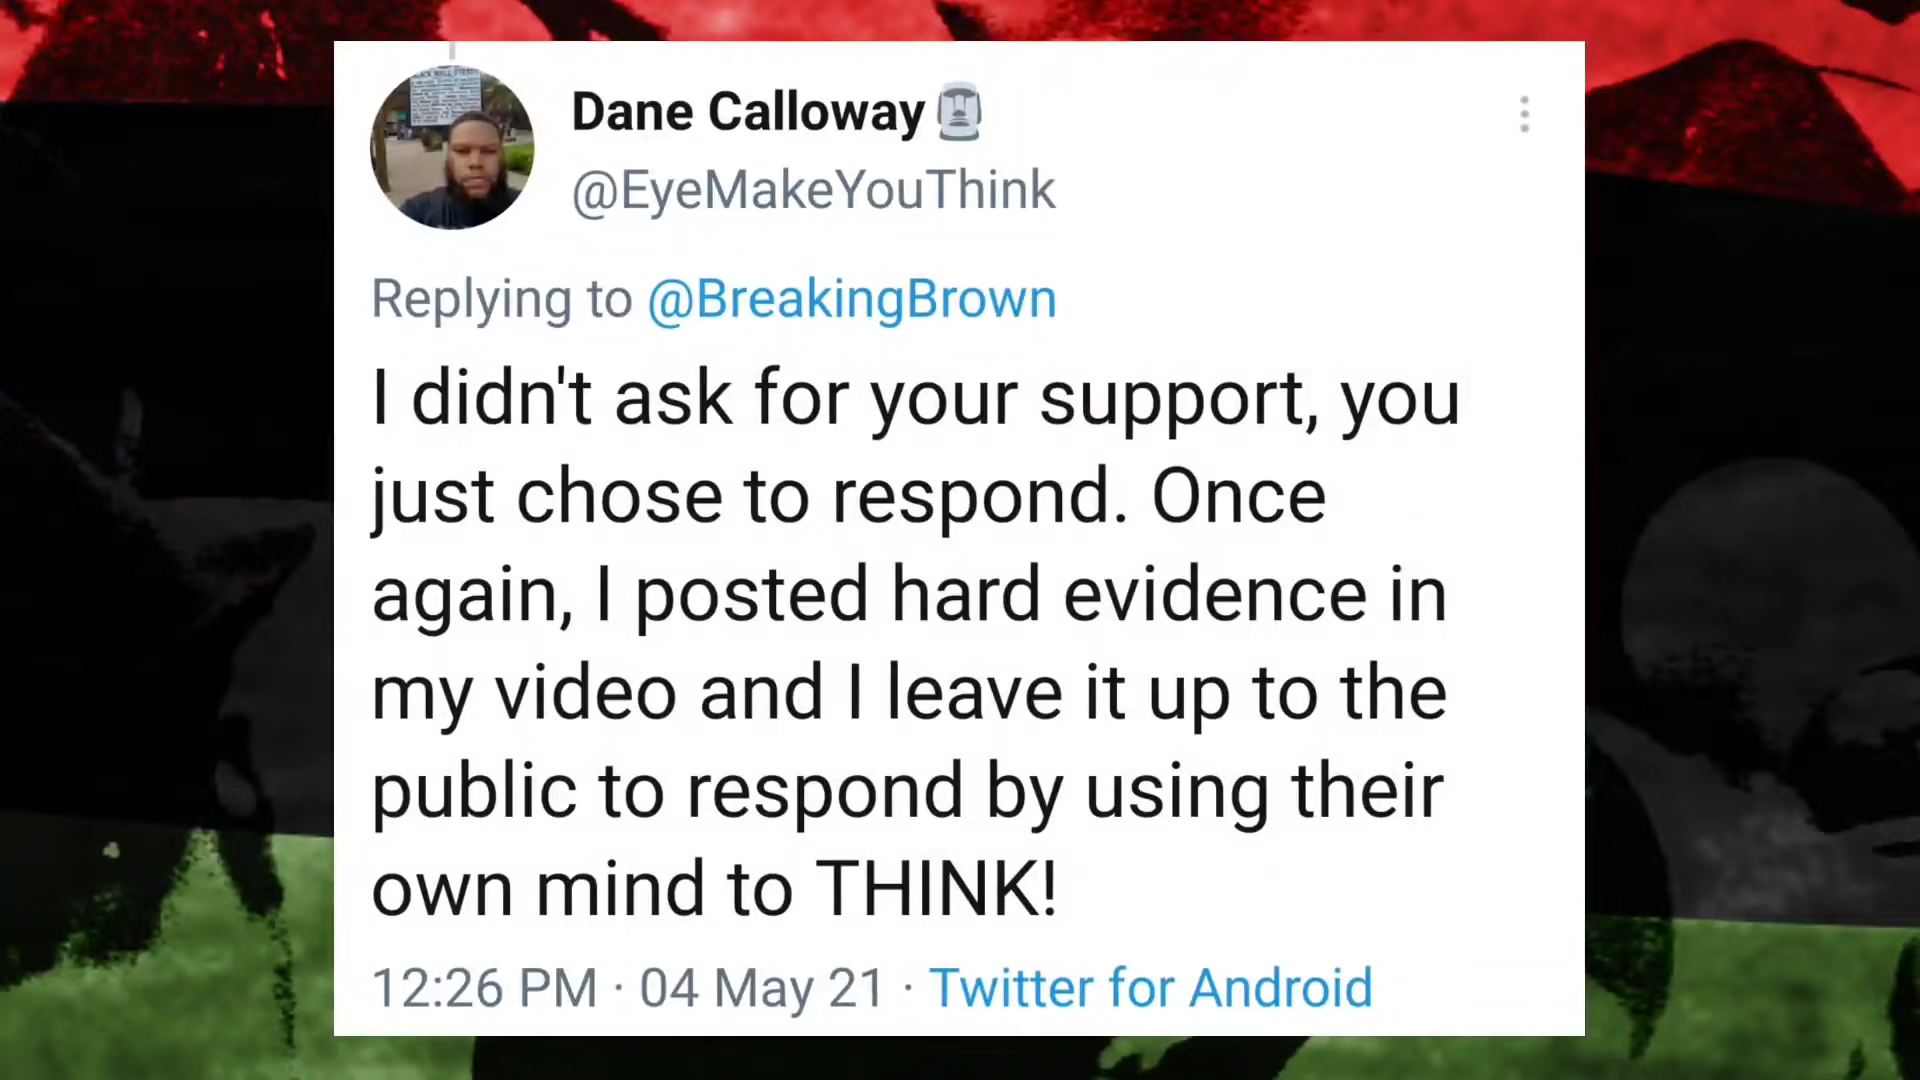 Dane Calloway🗿
@EyeMakeYouThink
Replying to @BreakingBrown
I didn't ask for your support, you
just chose to respond. Once
again, I posted hard evidence in
my video and I leave it up to the
public to respond by using their
own mind to THINK!
12:26 PM · 04 May 21 · Twitter for Android